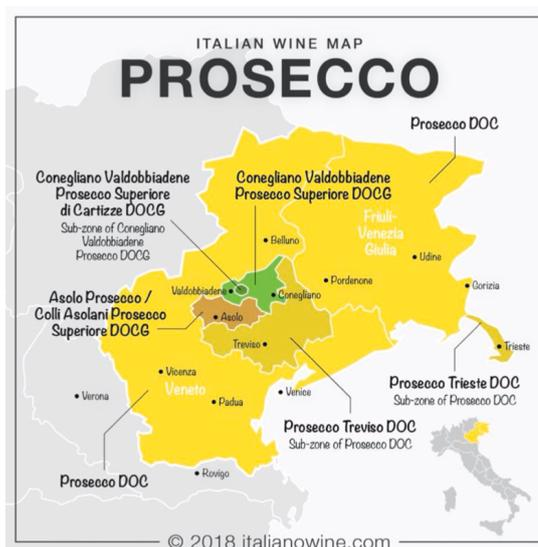 ITALIAN WINE MAP
PROSECCO
Prosecco DOC
Conegliano Valdobbiadene
Prosecco Superiore
di Cartizze DOCG
Sub-zone of Conegliano
Valdobbiadene
Prosecco DOCG
Conegliano Valdobbiadene
Prosecco Superiore DOCG
Friuli-
Venezia
Giulia
Belluno
Udine
Pordenone
Gorizia
Valdobbiadene
Conegliano
Asolo Prosecco /
Colli Asolani Prosecco
Superiore DOCG
Asolo
Treviso
Trieste
Vicenza
Veneto
Verona
Padua
Venice
Prosecco Trieste DOC
Sub-zone of Prosecco DOC
Prosecco Treviso DOC
Sub-zone of Prosecco DOC
Prosecco DOC
Rovigo
© 2018 italianowine.com